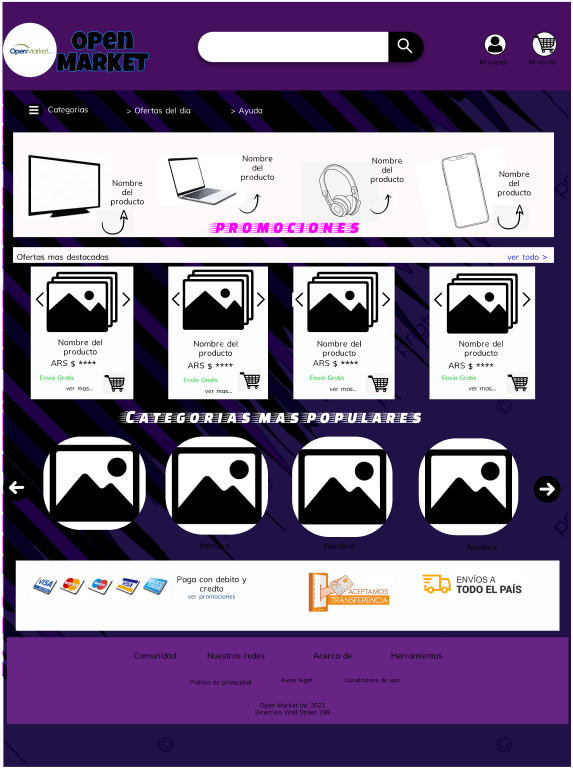 OpenMarket.
OPEN
MARKET
Mi cuenta
Mi carrito
Categorias
> Ofertas del dia
> Ayuda
Nombre
del
producto
Nombre
del
producto
Nombre
del
producto
Nombre
del
producto
PROMOCIONES
Ofertas mas destacadas
ver todo >
Nombre del
producto
ARS $ ****
Envio Gratis
ver mas...
Nombre del
producto
ARS $ ****
Envio Gratis
ver mas...
Nombre del
producto
ARS $ ****
Envio Gratis
ver mas...
Nombre del
producto
ARS $ ****
Envio Gratis
ver mas...
CATEGORIAS MAS POPULARES
Nombre
Nombre
Nombre
VISA
VISA
Paga con debito y
credito
ver promociones
ACEPTAMOS
TRANSFERENCIA
ENVÍOS A
TODO EL PAÍS
Comunidad
Nuestras redes
Acerca de
Herramientas
Politica de privacidad
Aviso legal
Condiciones de uso
Open Market Inc 2023
Direccion Wall Street 298